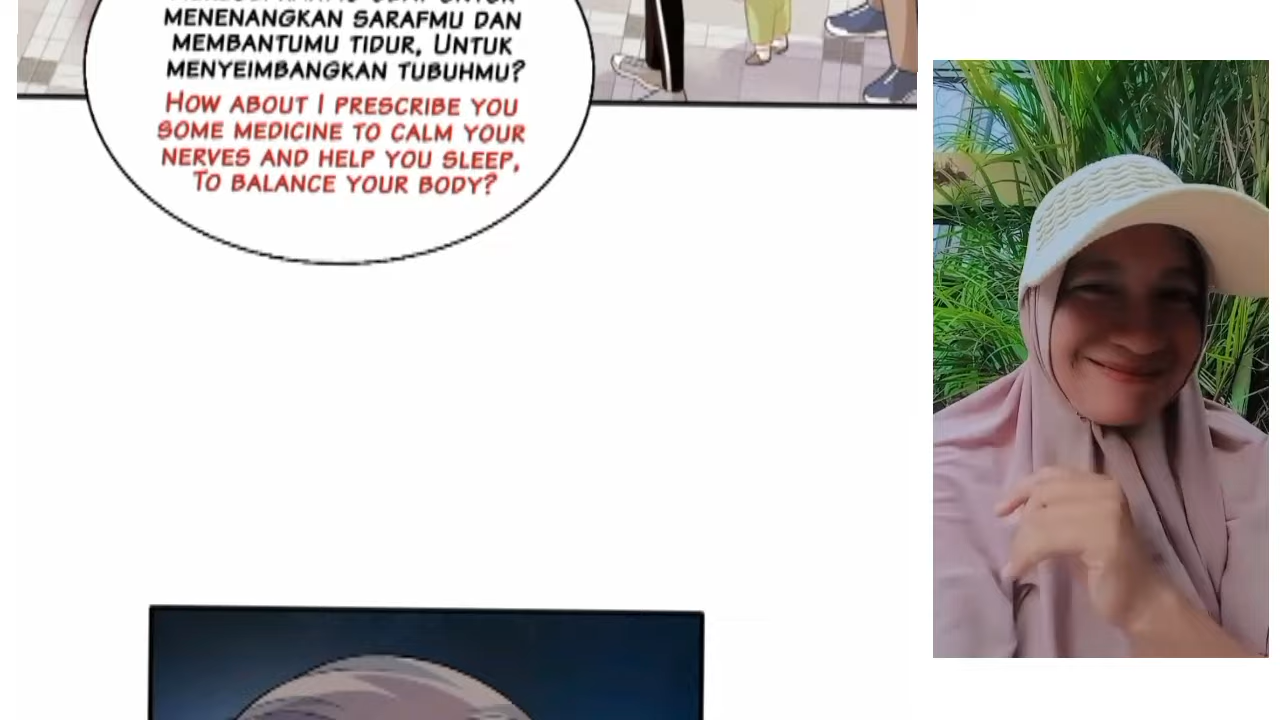 MENENANGKAN SARAFMU DAN
MEMBANTUMU TIDUR, UNTUK
MENYEIMBANGKAN TUBUHMU?
HOW ABOUT I PRESCRIBE YOU
SOME MEDICINE TO CALM YOUR
NERVES AND HELP YOU SLEEP,
TO BALANCE YOUR BODY?